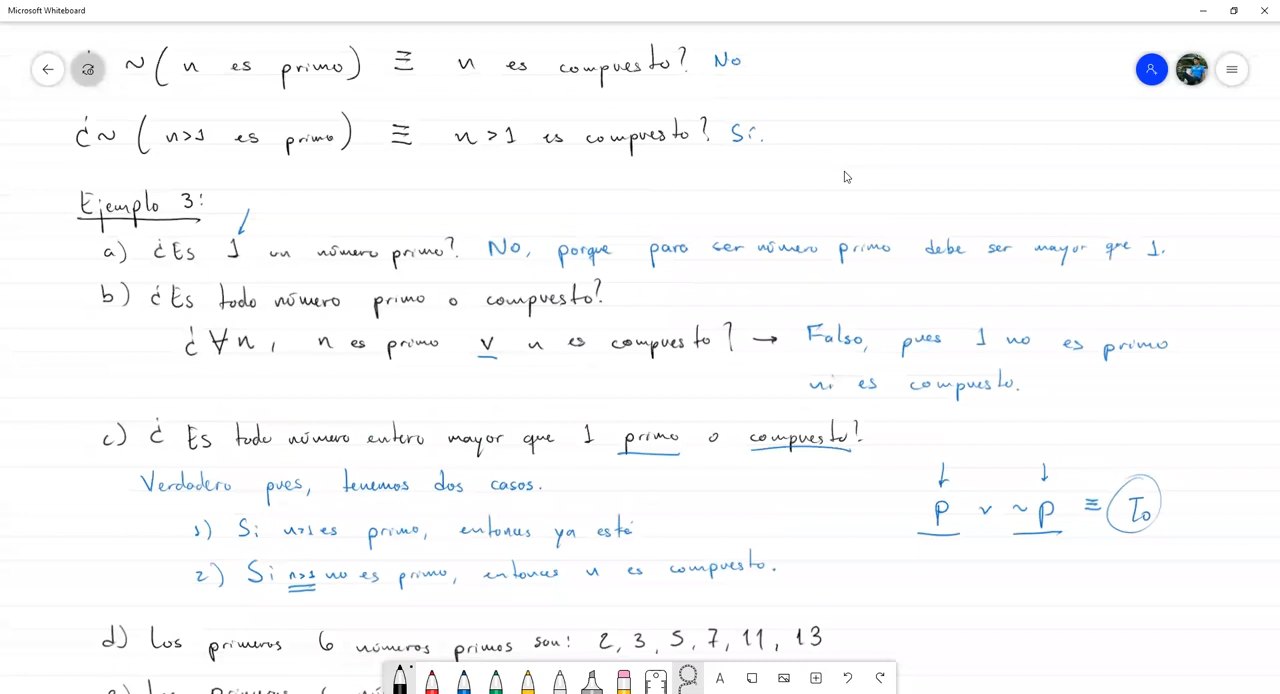 Microsoft Whiteboard
~ ( n es primo ) ≡ n es compuesto? No
¿ ~ ( n>1 es primo ) ≡ n > 1 es compuesto? Sí.
Ejemplo 3:
a) ¿Es 1 un número primo? No, porque para ser número primo debe ser mayor que 1.
b) ¿Es todo número primo o compuesto?
¿ ∀n, n es primo v n es compuesto? → Falso, pues 1 no es primo
ni es compuesto.
c) ¿ Es todo número entero mayor que 1 primo o compuesto?
Verdadero pues, tenemos dos casos.
P v ~ P ≡ To
1) Si n>1 es primo, entonces ya está
2) Si n>1 no es primo, entonces n es compuesto.
d) Los primeros 6 números primos son: 2, 3, 5, 7, 11, 13